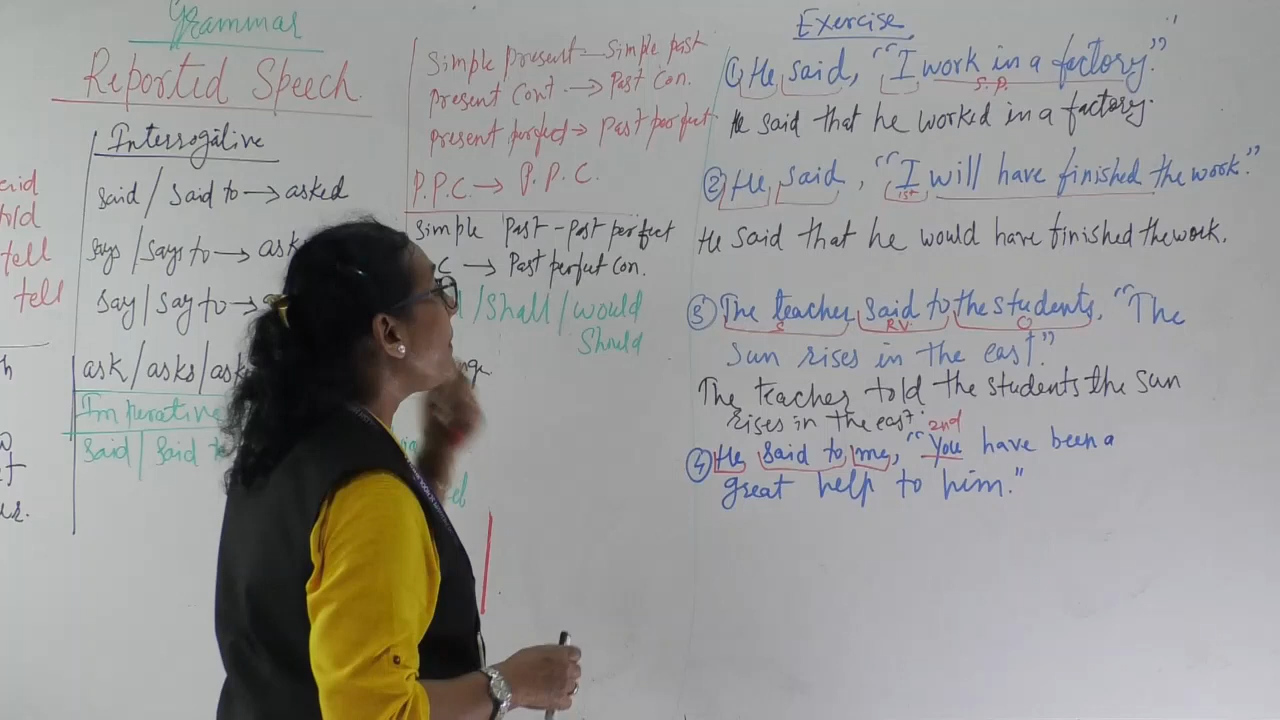 Grammar
Reported Speech
told
tell
tell
Interrogative
said / said to → asked
says / says to → ask
say / say to →
ask / asks / ask
Imperative
Said / said to
Simple present — Simple past
present cont → Past con.
present perfect → Past perfect
P.P.C. → P.P.C.
Simple Past - Past perfect
C → Past perfect Con.
/ Shall / would
Should
Exercise
① He said, "I work in a factory."
S.P.
He said that he worked in a factory.
② He said, "I will have finished the work."
1st
He said that he would have finished the work.
③ The teacher said to the students, "The
S R.V. O
Sun rises in the east."
The teacher told the students the sun
rises in the east.
2nd
④ He said to me, "You have been a
great help to him."